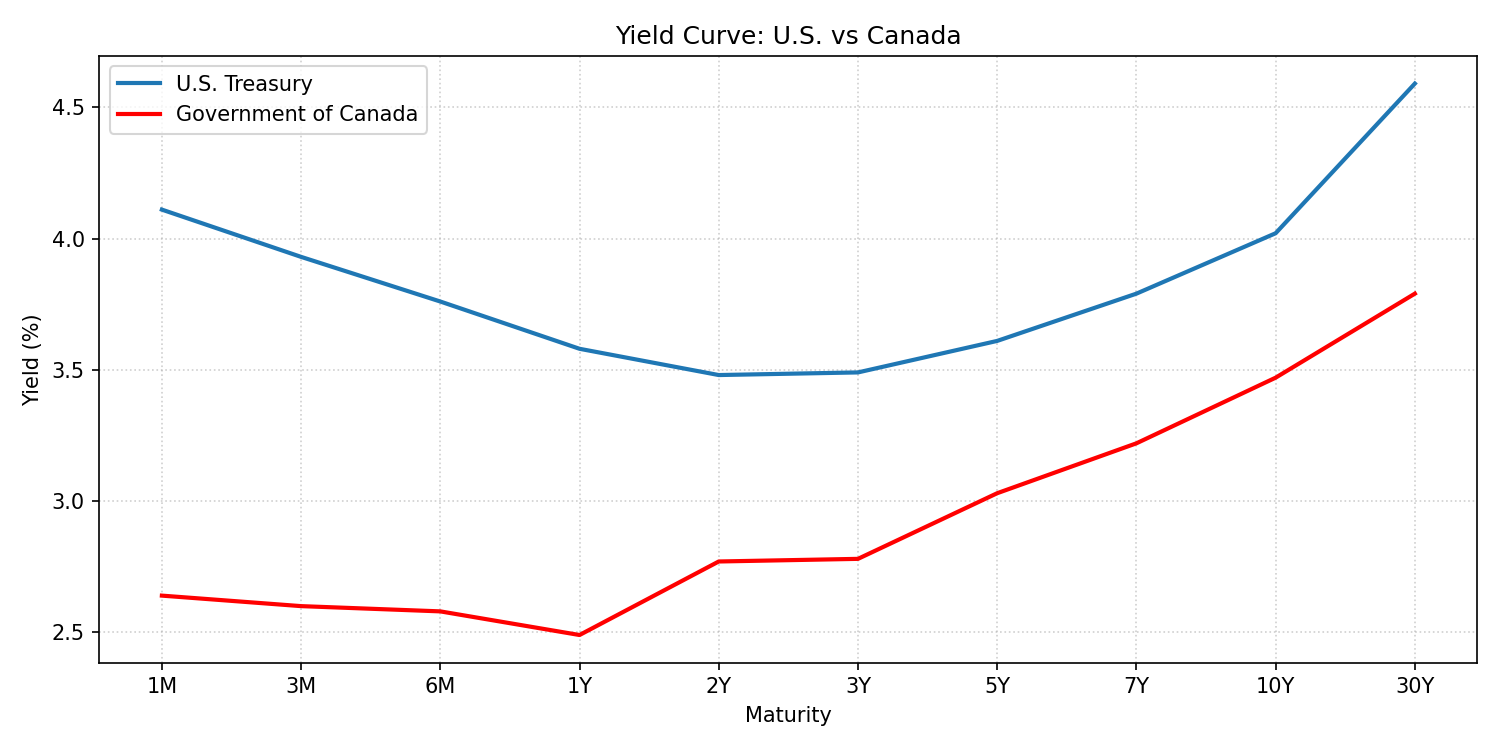 Yield Curve: U.S. vs Canada
U.S. Treasury
Government of Canada
Yield (%)
4.5
4.0
3.5
3.0
2.5
1M 3M 6M 1Y 2Y 3Y 5Y 7Y 10Y 30Y
Maturity